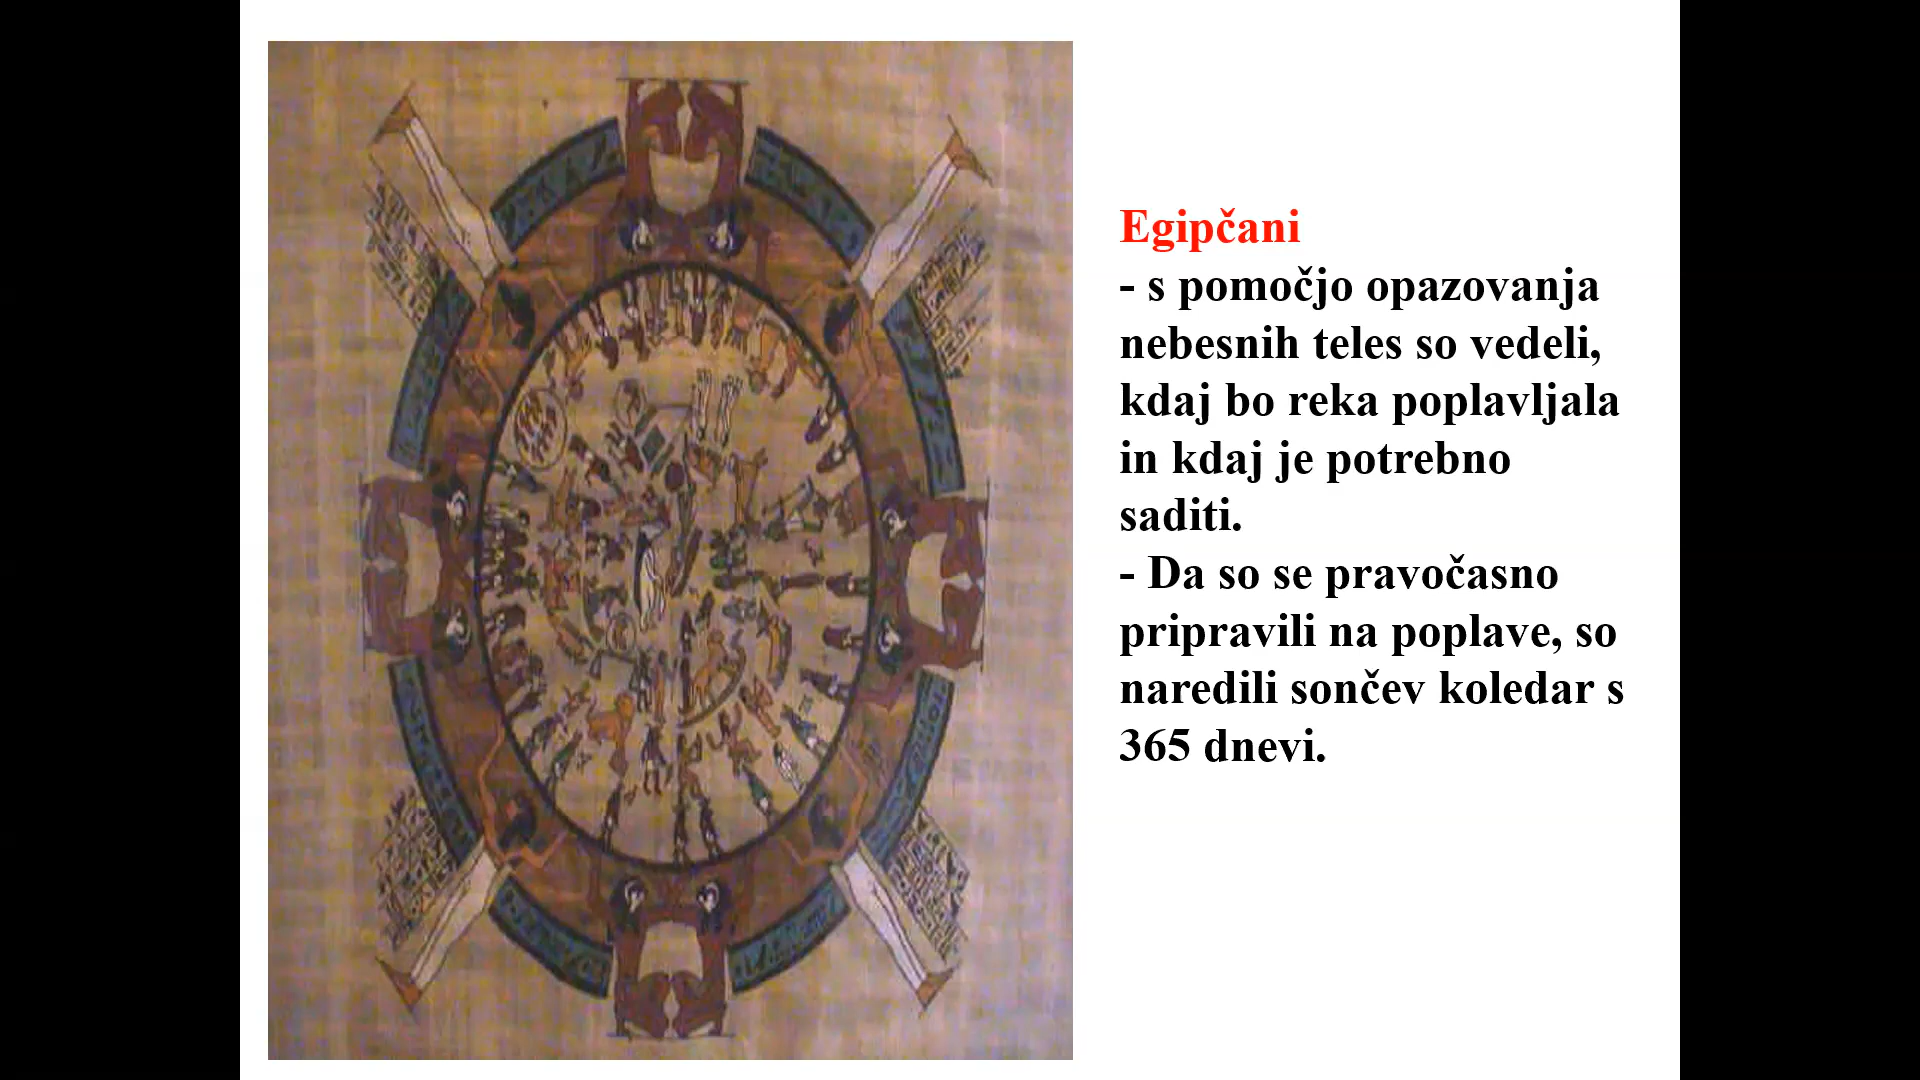 Egipčani
- s pomočjo opazovanja
nebesnih teles so vedeli,
kdaj bo reka poplavljala
in kdaj je potrebno
saditi.
- Da so se pravočasno
pripravili na poplave, so
naredili sončev koledar s
365 dnevi.